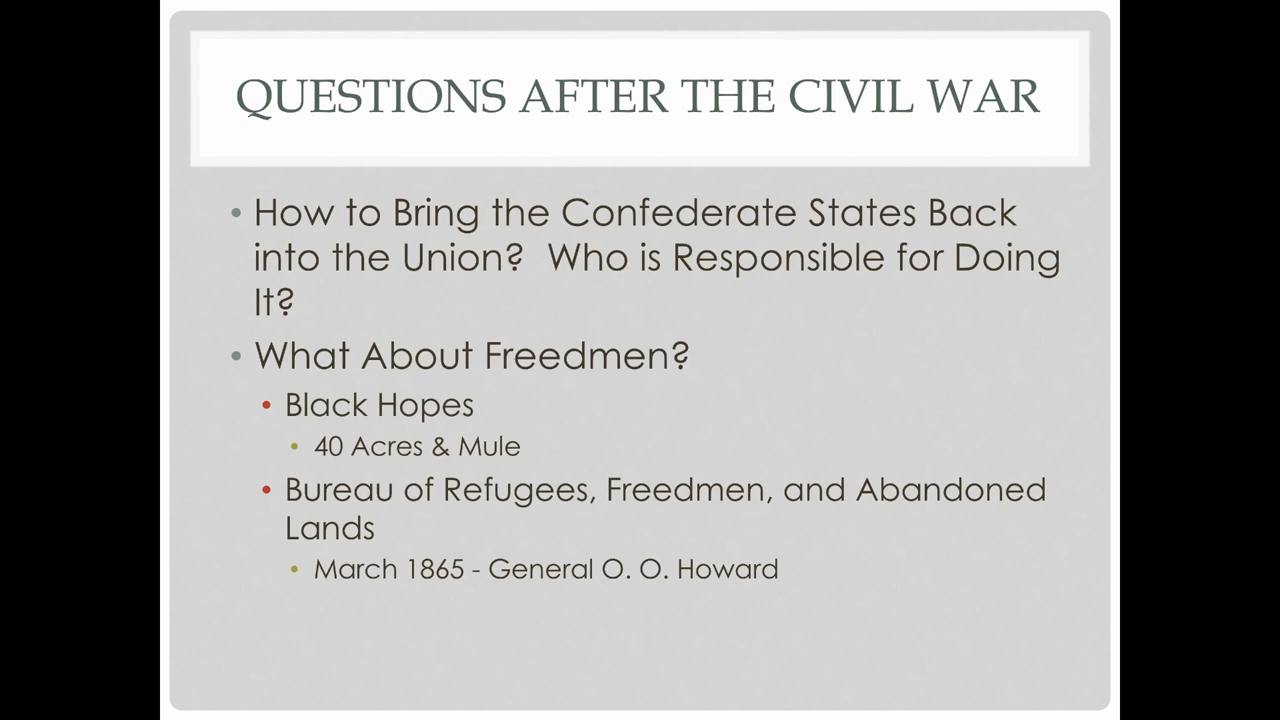 QUESTIONS AFTER THE CIVIL WAR
• How to Bring the Confederate States Back
into the Union?  Who is Responsible for Doing
It?
• What About Freedmen?
• Black Hopes
• 40 Acres & Mule
• Bureau of Refugees, Freedmen, and Abandoned
Lands
• March 1865 - General O. O. Howard